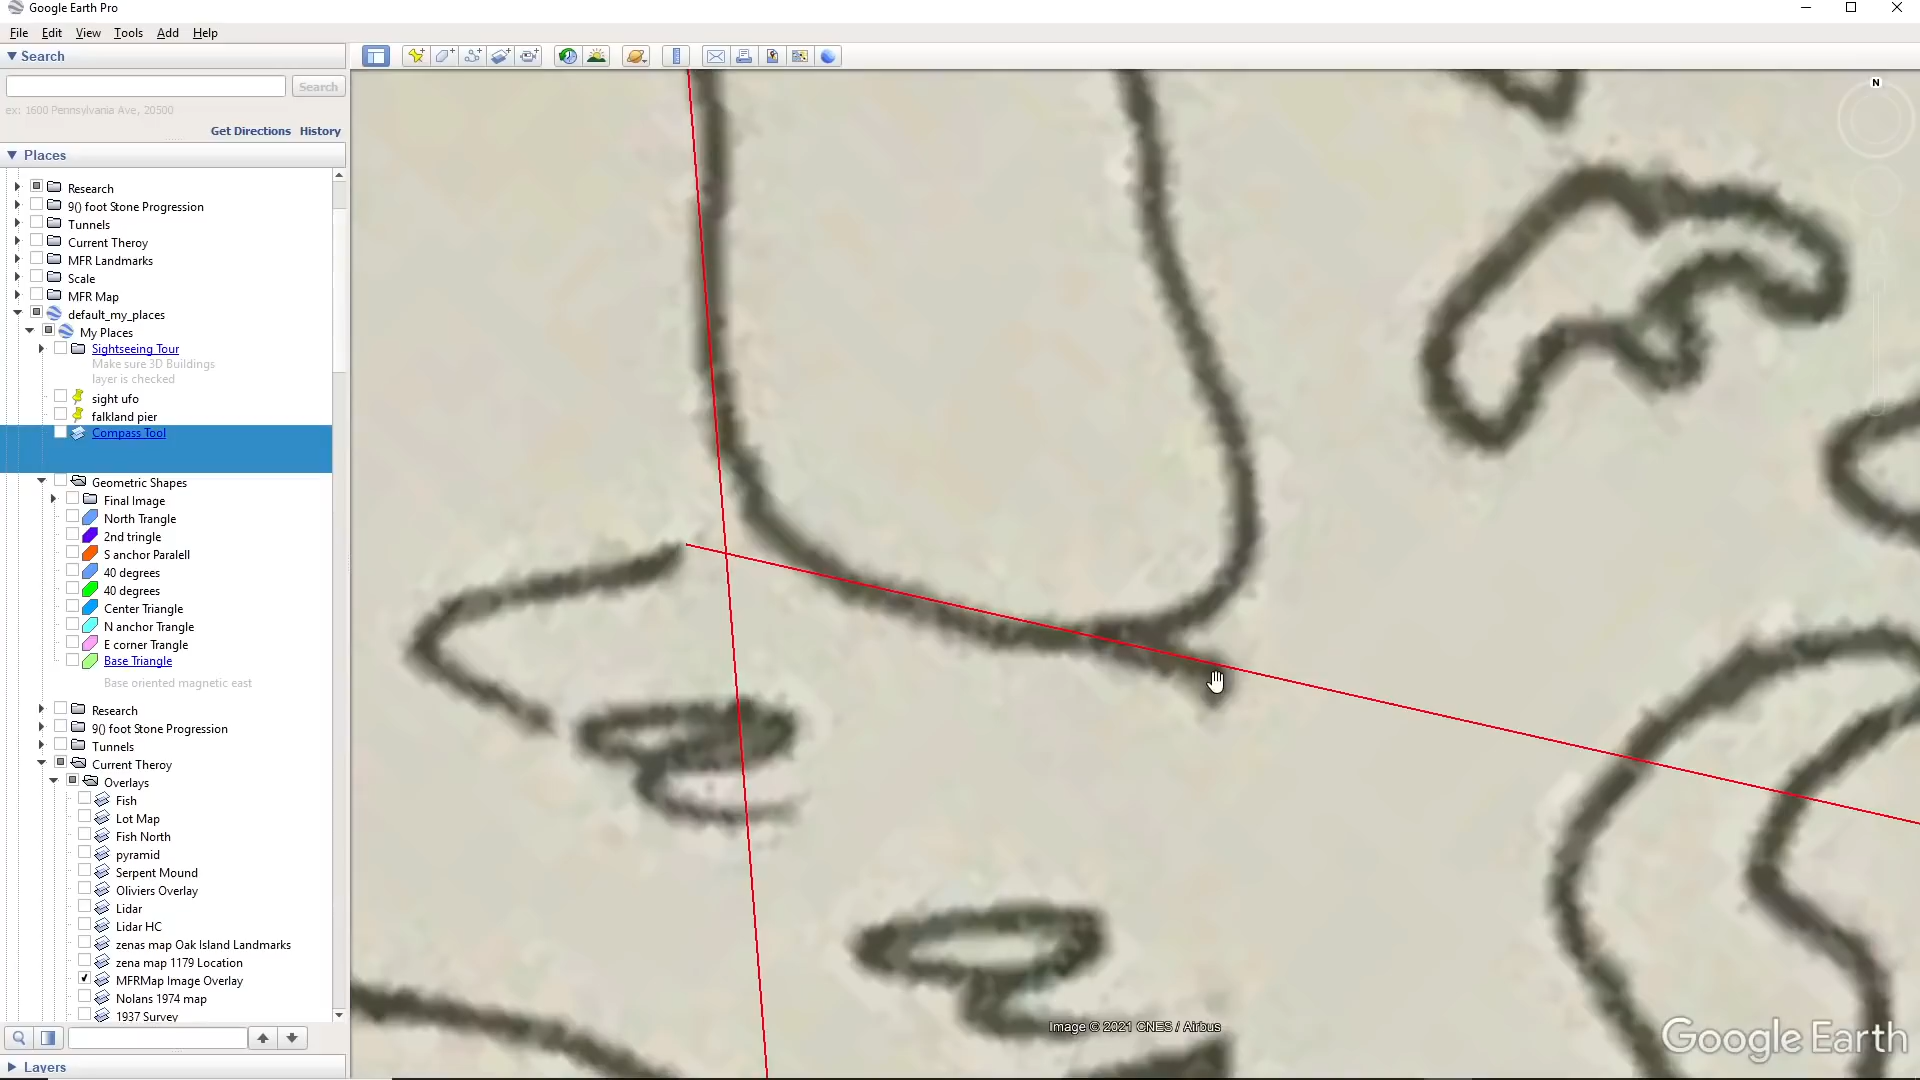 Google Earth Pro
File Edit View Tools Add Help
Search
Search
ex: 1600 Pennsylvania Ave, 20500
Get Directions History
Places
Research
9() foot Stone Progression
Tunnels
Current Theroy
MFR Landmarks
Scale
MFR Map
default_my_places
My Places
Sightseeing Tour
Make sure 3D Buildings
layer is checked
sight ufo
falkland pier
Compass Tool
Geometric Shapes
Final Image
North Trangle
2nd tringle
S anchor Paralell
40 degrees
40 degrees
Center Triangle
N anchor Triangle
E corner Triangle
Base Triangle
Base oriented magnetic east
Research
9() foot Stone Progression
Tunnels
Current Theroy
Overlays
Fish
Lot Map
Fish North
pyramid
Serpent Mound
Oliviers Overlay
Lidar
Lidar HC
zenas map Oak Island Landmarks
zena map 1179 Location
MFRMap Image Overlay
Nolans 1974 map
1937 Survey
Layers
N
Image © 2021 CNES / Airbus
Google Earth